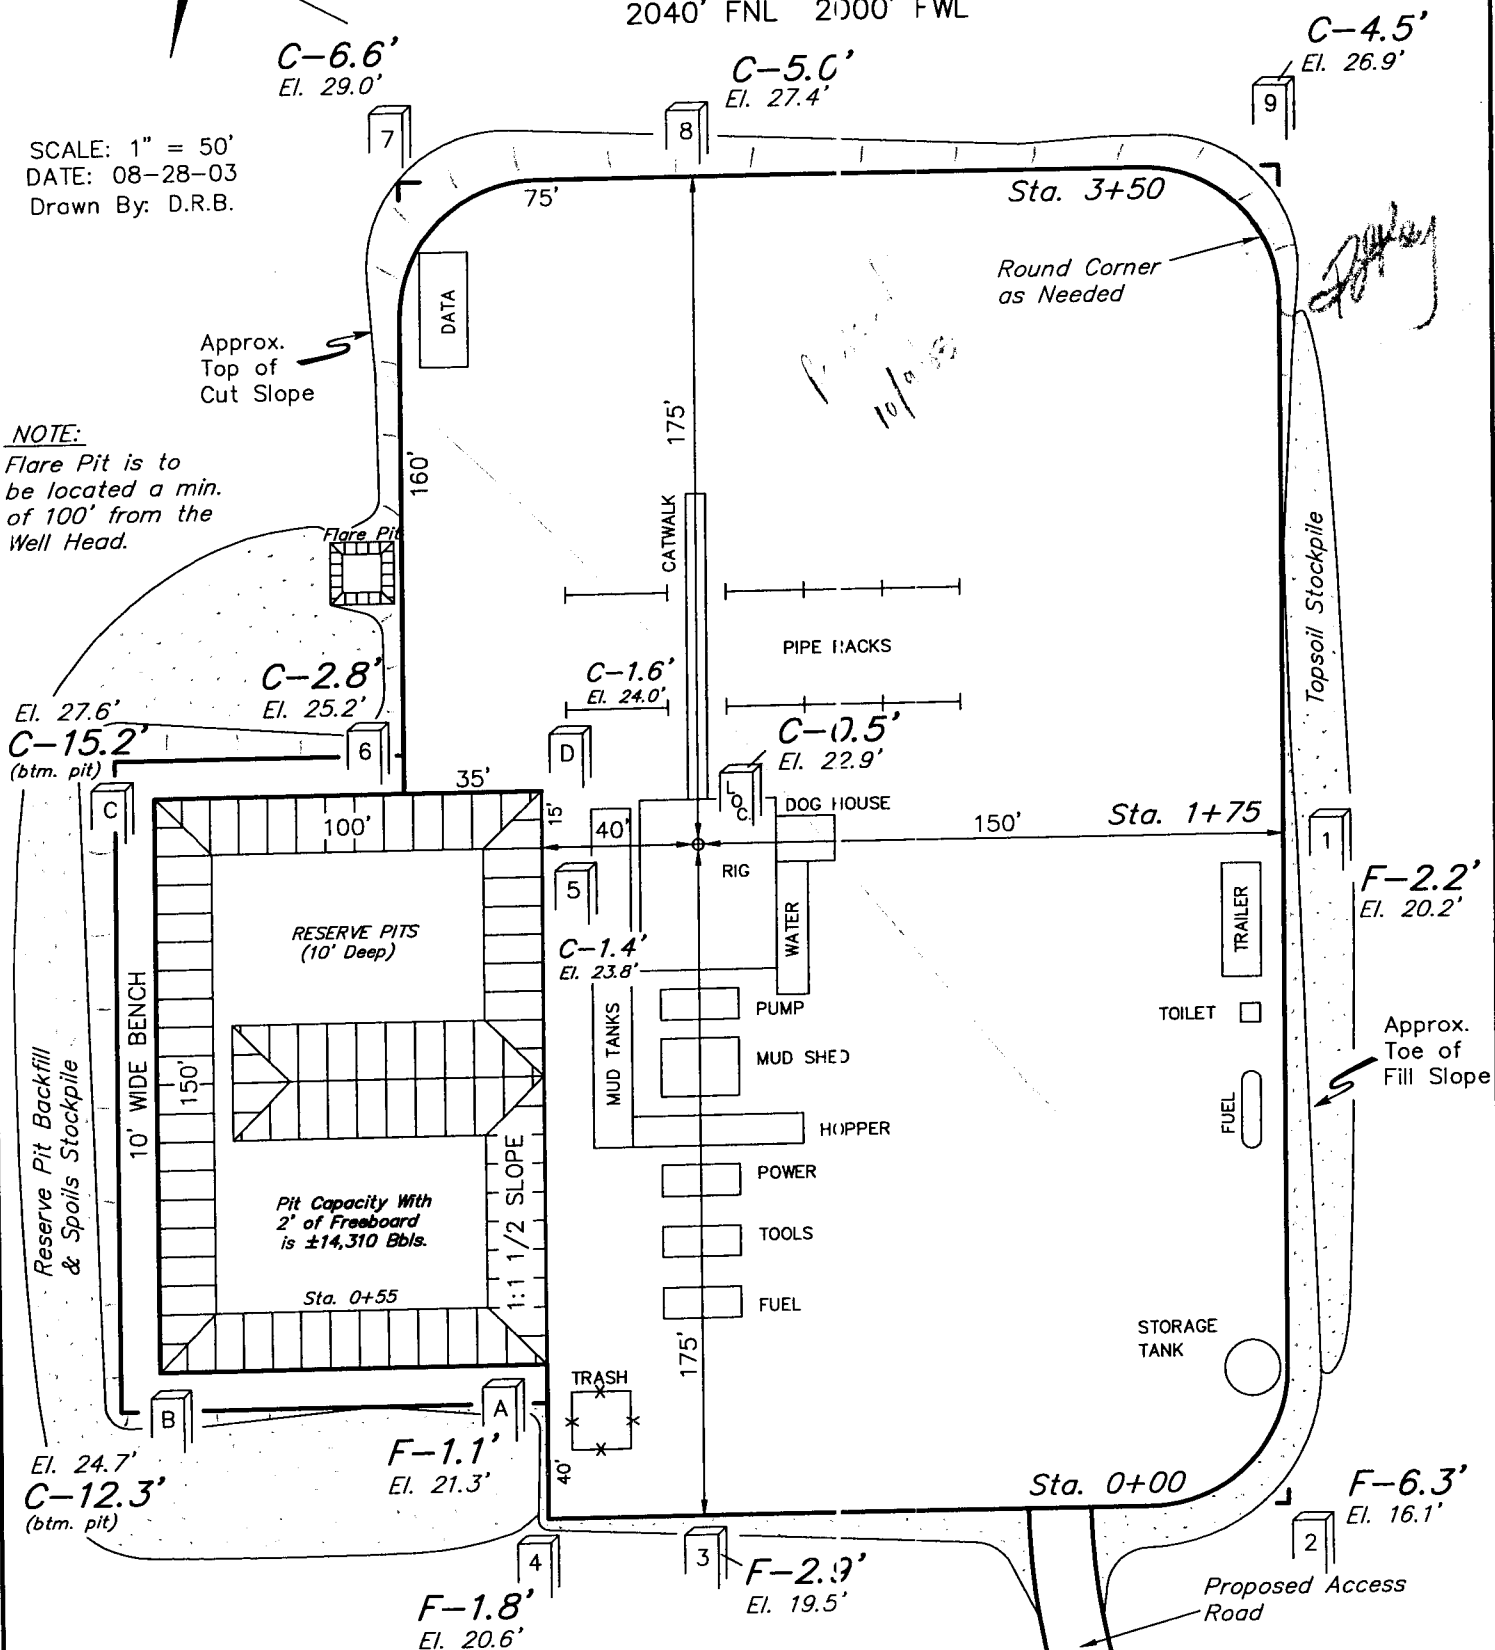 2040' FNL 2000' FWL
C-6.6'
El. 29.0'
C-5.0'
El. 27.4'
C-4.5'
El. 26.9'
7
8
9
SCALE: 1" = 50'
DATE: 08-28-03
Drawn By: D.R.B.
75'
Sta. 3+50
Round Corner
as Needed
DATA
Approx.
Top of
Cut Slope
175'
160'
NOTE:
Flare Pit is to
be located a min.
of 100' from the
Well Head.
Flare Pit
CATWALK
Topsoil Stockpile
PIPE RACKS
C-1.6'
El. 24.0'
C-2.8'
El. 25.2'
El. 27.6'
C-15.2'
(btm. pit)
6
D
C-0.5'
El. 22.9'
C
35'
LOC.
DOG HOUSE
15'
100'
40'
150'
Sta. 1+75
1
RIG
5
F-2.2'
El. 20.2'
RESERVE PITS
(10' Deep)
C-1.4'
El. 23.8'
WATER
TRAILER
10' WIDE BENCH
MUD TANKS
PUMP
TOILET
Approx.
Toe of
Fill Slope
Reserve Pit Backfill
& Spoils Stockpile
150'
MUD SHED
FUEL
HOPPER
1:1 1/2 SLOPE
POWER
Pit Capacity With
2' of Freeboard
is ±14,310 Bbls.
TOOLS
Sta. 0+55
FUEL
STORAGE
TANK
175'
TRASH
B
A
El. 24.7'
C-12.3'
(btm. pit)
F-1.1'
El. 21.3'
40'
Sta. 0+00
F-6.3'
El. 16.1'
2
4
3
F-2.9'
El. 19.5'
F-1.8'
El. 20.6'
Proposed Access
Road